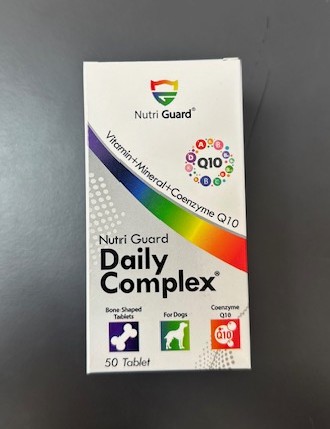 Nutri Guard®
Vitamin+Mineral+Coenzyme Q10
Q10
Nutri Guard
Daily
Complex®
Bone-Shaped
Tablets
For Dogs
Coenzyme
Q10
Q10
50 Tablet